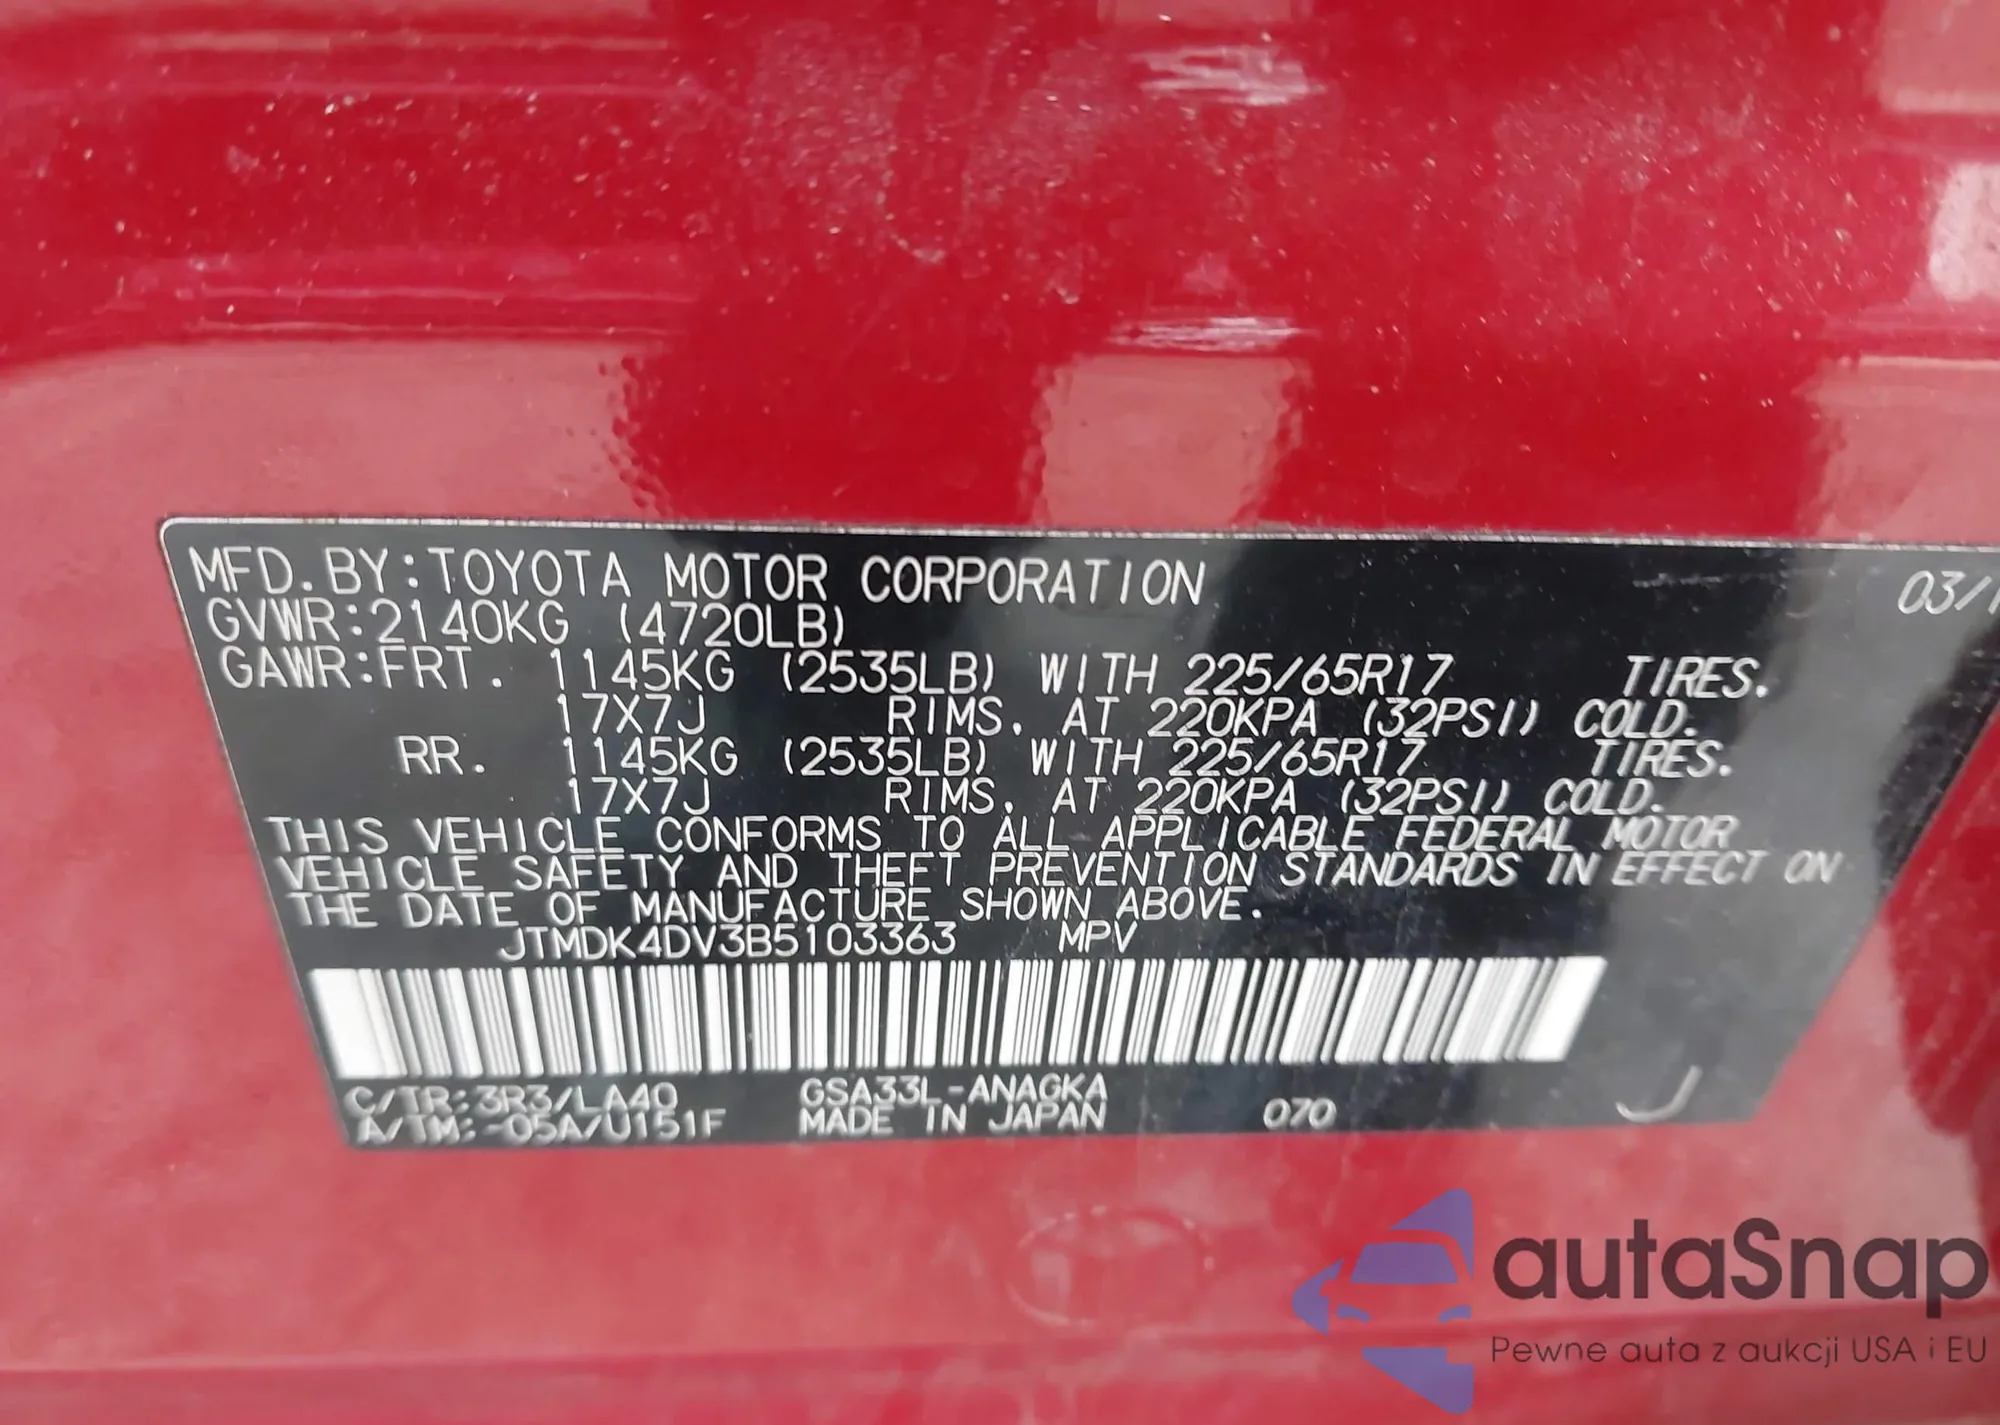 MFD.BY:TOYOTA MOTOR CORPORATION 03/1
GVWR:2140KG (4720LB)
GAWR:FRT. 1145KG (2535LB) WITH 225/65R17 TIRES.
17X7J RIMS. AT 220KPA (32PSI) COLD.
RR. 1145KG (2535LB) WITH 225/65R17 TIRES.
17X7J RIMS. AT 220KPA (32PSI) COLD.
THIS VEHICLE CONFORMS TO ALL APPLICABLE FEDERAL MOTOR
VEHICLE SAFETY AND THEFT PREVENTION STANDARDS IN EFFECT ON
THE DATE OF MANUFACTURE SHOWN ABOVE.
JTMDK4DV3B5103363 MPV
C/TR:3R3/LA40 GSA33L-ANAGKA
A/TM:-05A/U151F MADE IN JAPAN 070 J
autaSnap
Pewne auta z aukcji USA i EU